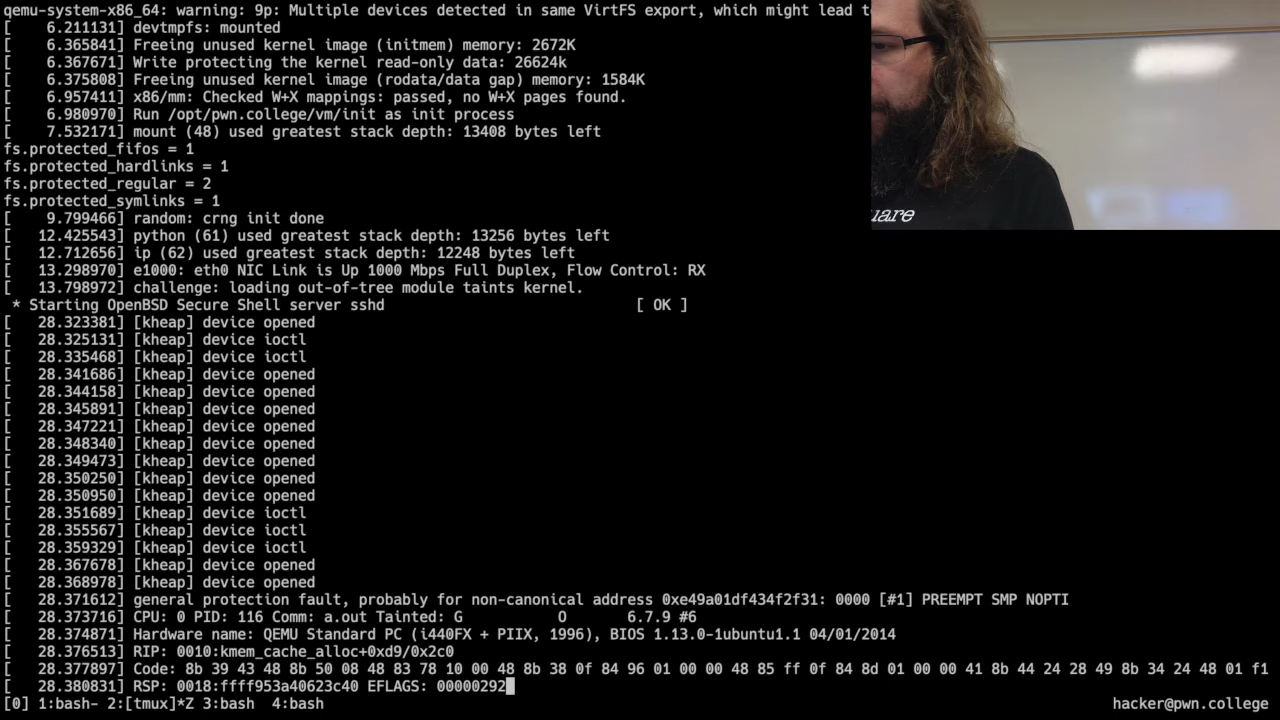 qemu-system-x86_64: warning: 9p: Multiple devices detected in same VirtFS export, which might lead t
[    6.211131] devtmpfs: mounted
[    6.365841] Freeing unused kernel image (initmem) memory: 2672K
[    6.367671] Write protecting the kernel read-only data: 26624k
[    6.375808] Freeing unused kernel image (rodata/data gap) memory: 1584K
[    6.957411] x86/mm: Checked W+X mappings: passed, no W+X pages found.
[    6.980970] Run /opt/pwn.college/vm/init as init process
[    7.532171] mount (48) used greatest stack depth: 13408 bytes left
fs.protected_fifos = 1
fs.protected_hardlinks = 1
fs.protected_regular = 2
fs.protected_symlinks = 1
[    9.799466] random: crng init done
[   12.425543] python (61) used greatest stack depth: 13256 bytes left
[   12.712656] ip (62) used greatest stack depth: 12248 bytes left
[   13.298970] e1000: eth0 NIC Link is Up 1000 Mbps Full Duplex, Flow Control: RX
[   13.798972] challenge: loading out-of-tree module taints kernel.
 * Starting OpenBSD Secure Shell server sshd                             [ OK ]
[   28.323381] [kheap] device opened
[   28.325131] [kheap] device ioctl
[   28.335468] [kheap] device ioctl
[   28.341686] [kheap] device opened
[   28.344158] [kheap] device opened
[   28.345891] [kheap] device opened
[   28.347221] [kheap] device opened
[   28.348340] [kheap] device opened
[   28.349473] [kheap] device opened
[   28.350250] [kheap] device opened
[   28.350950] [kheap] device opened
[   28.351689] [kheap] device ioctl
[   28.355567] [kheap] device ioctl
[   28.359329] [kheap] device ioctl
[   28.367678] [kheap] device opened
[   28.368978] [kheap] device opened
[   28.371612] general protection fault, probably for non-canonical address 0xe49a01df434f2f31: 0000 [#1] PREEMPT SMP NOPTI
[   28.373716] CPU: 0 PID: 116 Comm: a.out Tainted: G           O       6.7.9 #6
[   28.374871] Hardware name: QEMU Standard PC (i440FX + PIIX, 1996), BIOS 1.13.0-1ubuntu1.1 04/01/2014
[   28.376513] RIP: 0010:kmem_cache_alloc+0xd9/0x2c0
[   28.377897] Code: 8b 39 43 48 8b 50 08 48 83 78 10 00 48 8b 38 0f 84 96 01 00 00 48 85 ff 0f 84 8d 01 00 00 41 8b 44 24 28 49 8b 34 24 48 01 f1
[   28.380831] RSP: 0018:ffff953a40623c40 EFLAGS: 00000292
[0] 1:bash- 2:[tmux]*Z 3:bash  4:bash hacker@pwn.college
uare